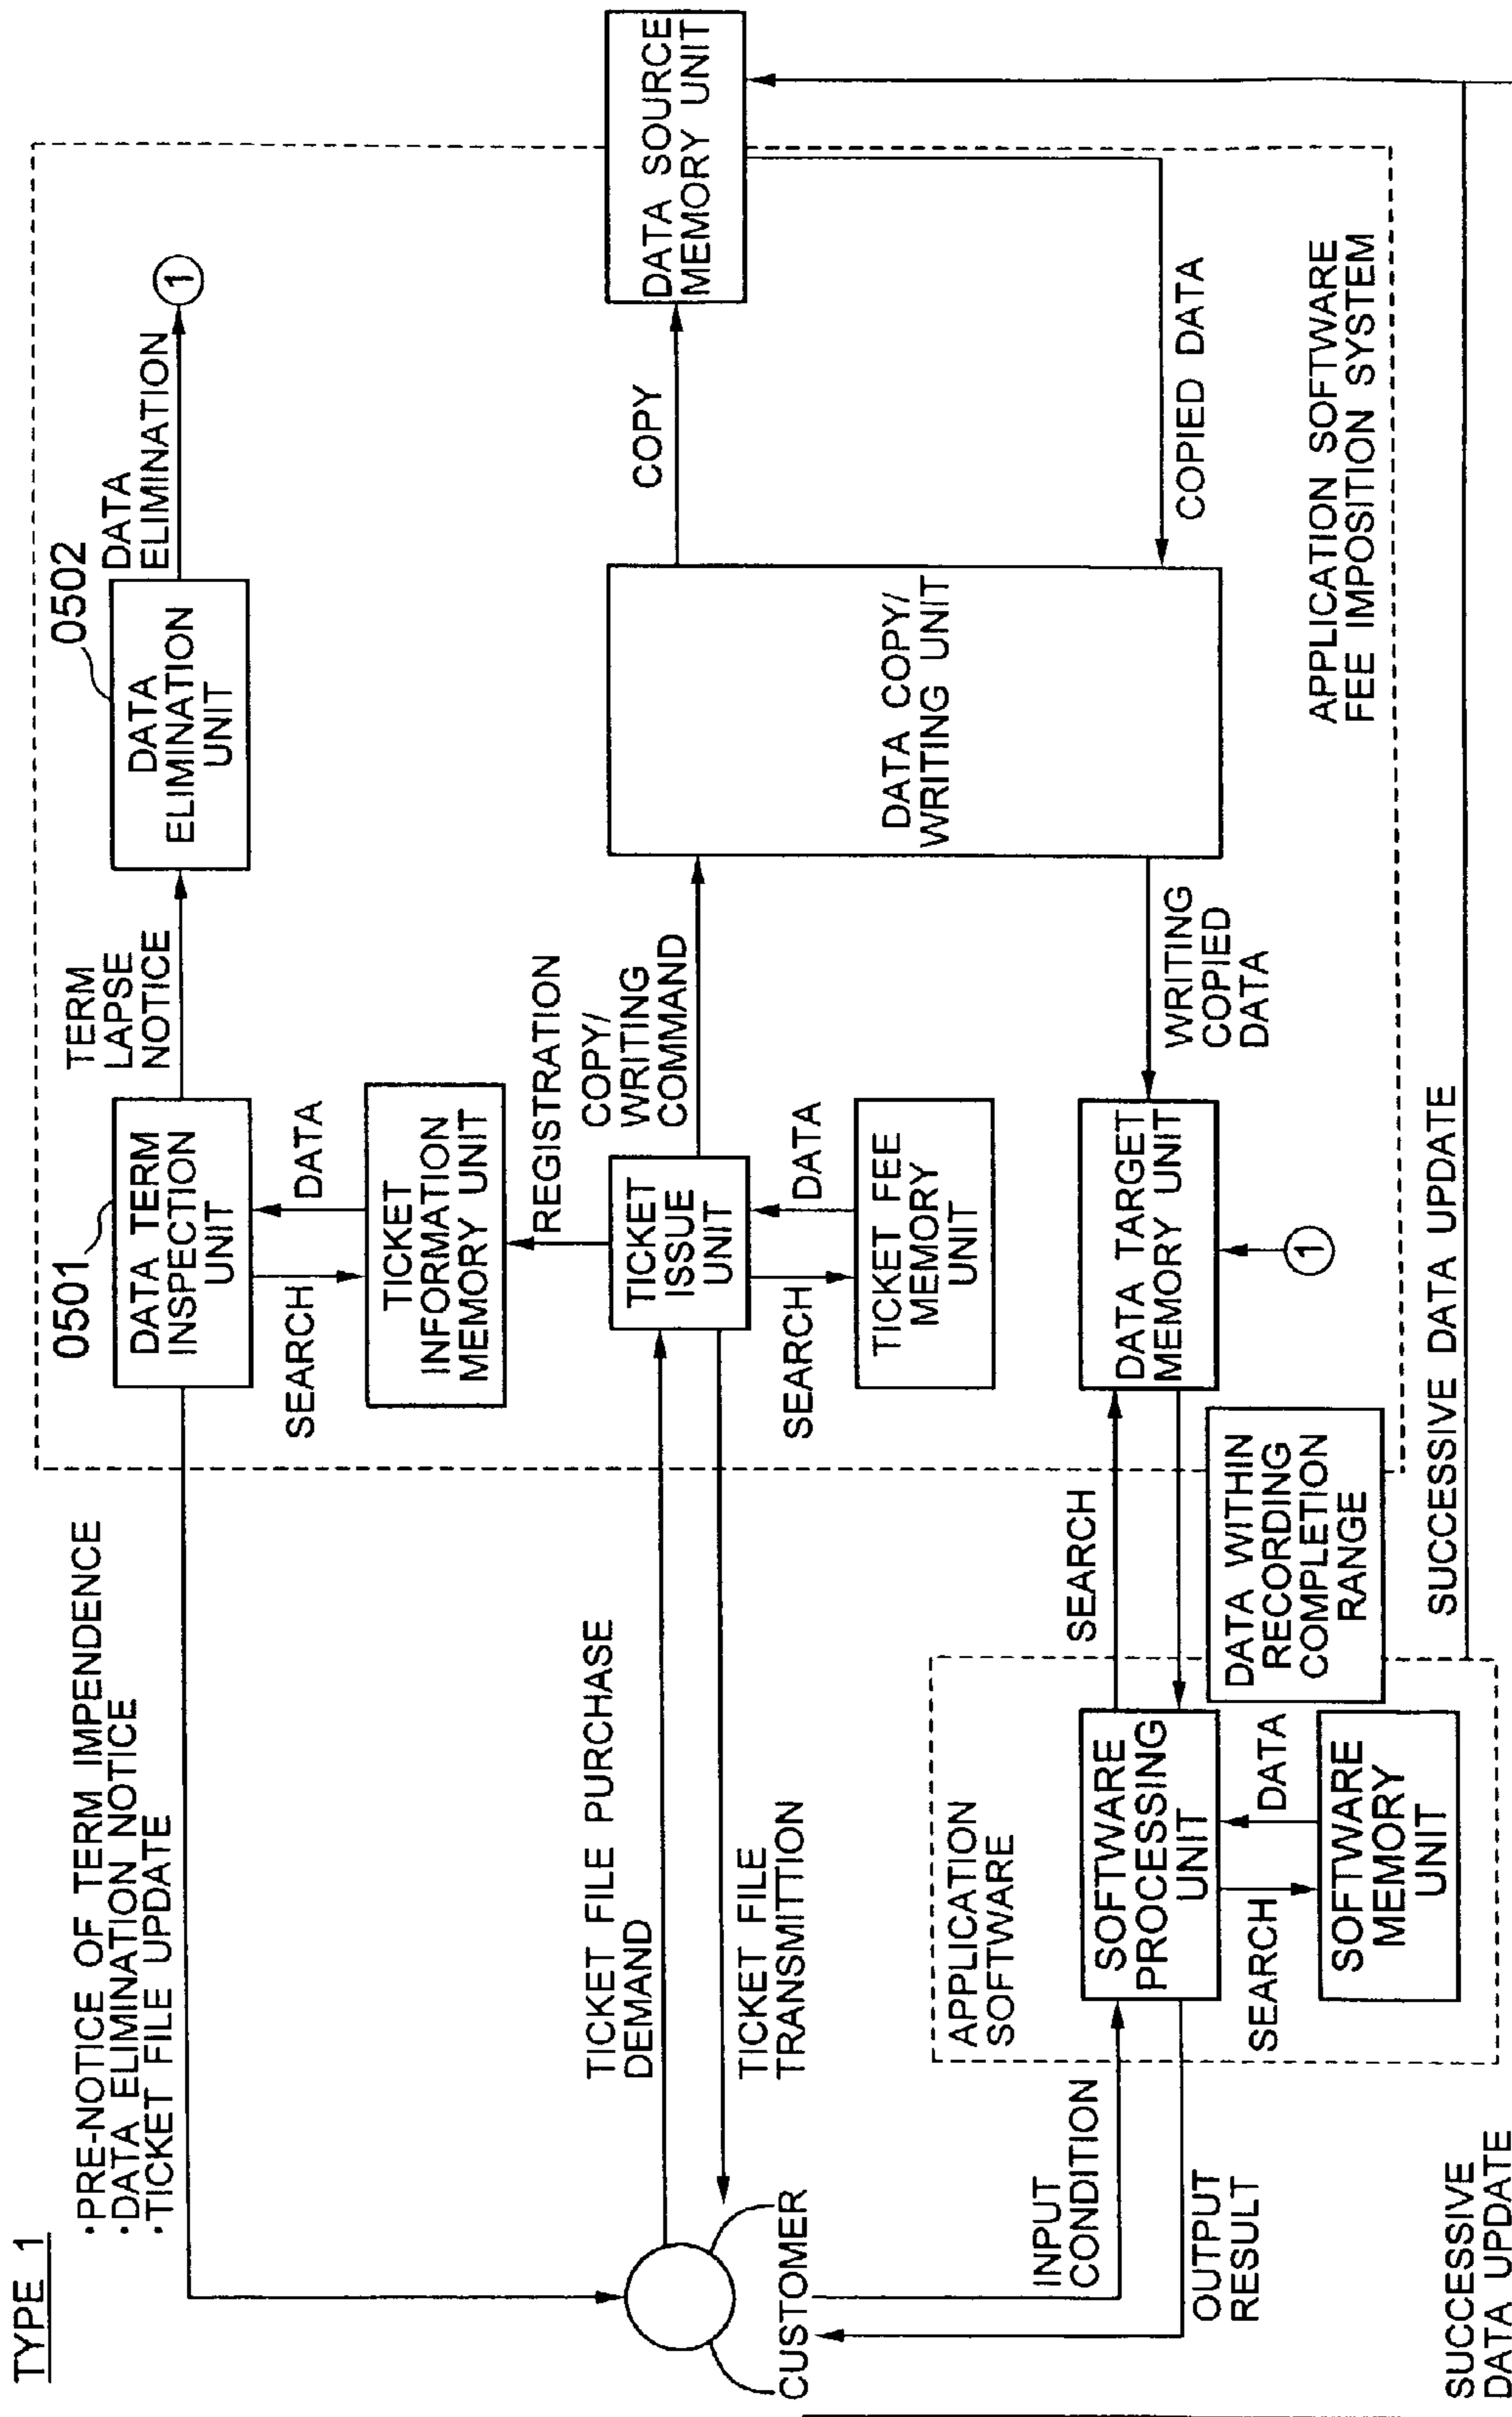 TYPE 1
·PRE-NOTICE OF TERM IMPENDENCE
·DATA ELIMINATION NOTICE
·TICKET FILE UPDATE
0501
DATA TERM
INSPECTION
UNIT
TERM
LAPSE
NOTICE
0502
DATA
ELIMINATION
UNIT
DATA
ELIMINATION
1
SEARCH
DATA
TICKET
INFORMATION
MEMORY UNIT
REGISTRATION
TICKET FILE PURCHASE
DEMAND
TICKET FILE
TRANSMITTION
CUSTOMER
TICKET
ISSUE
UNIT
COPY/
WRITING
COMMAND
SEARCH
DATA
TICKET FEE
MEMORY
UNIT
DATA COPY/
WRITING UNIT
COPY
DATA SOURCE
MEMORY UNIT
COPIED DATA
WRITING
COPIED
DATA
DATA TARGET
MEMORY UNIT
1
INPUT
CONDITION
OUTPUT
RESULT
APPLICATION
SOFTWARE
SOFTWARE
PROCESSING
UNIT
SEARCH
DATA
SOFTWARE
MEMORY
UNIT
SEARCH
DATA WITHIN
RECORDING
COMPLETION
RANGE
APPLICATION SOFTWARE
FEE IMPOSITION SYSTEM
SUCCESSIVE DATA UPDATE
SUCCESSIVE
DATA UPDATE